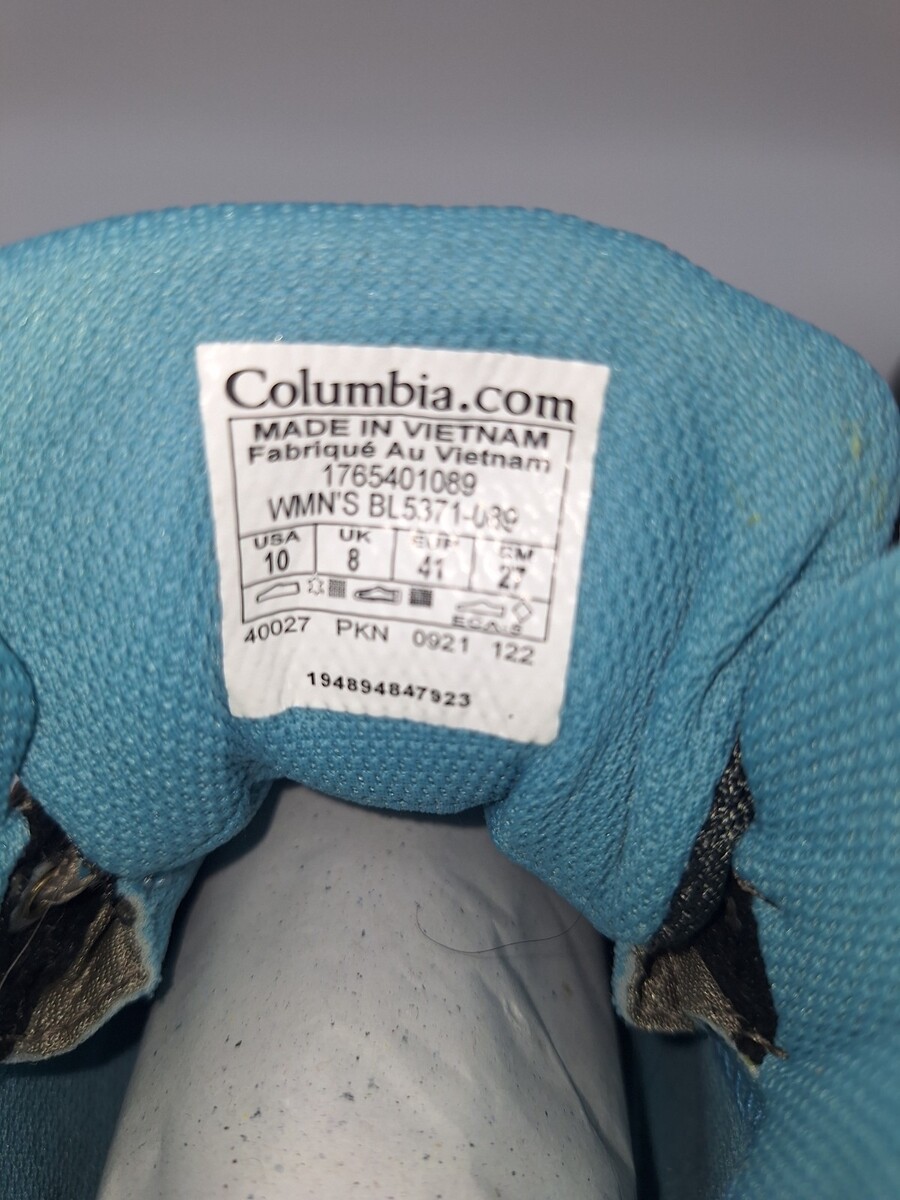 Columbia.com
MADE IN VIETNAM
Fabriqué Au Vietnam
1765401089
WMN'S BL5371-089
USA UK EUR CM
10 8 41 27
40027 PKN 0921 122
194894847923